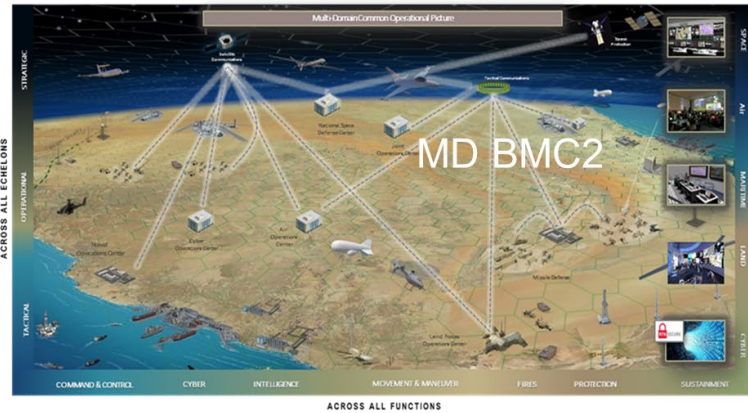 Multi-Domain Common Operational Picture
Satellite
Communications
Space
Protection
Tactical Communications
National Space
Defense Center
Joint
Operations Center
MD BMC2
Cyber
Operations Center
Air
Operations
Center
Naval
Operations Center
Missile Defense
Land Forces
Operations Center
ACROSS ALL ECHELONS
STRATEGIC
OPERATIONAL
TACTICAL
SPACE
AIR
MARITIME
LAND
CYBER
COMMAND & CONTROL
CYBER
INTELLIGENCE
MOVEMENT & MANEUVER
FIRES
PROTECTION
SUSTAINMENT
ACROSS ALL FUNCTIONS